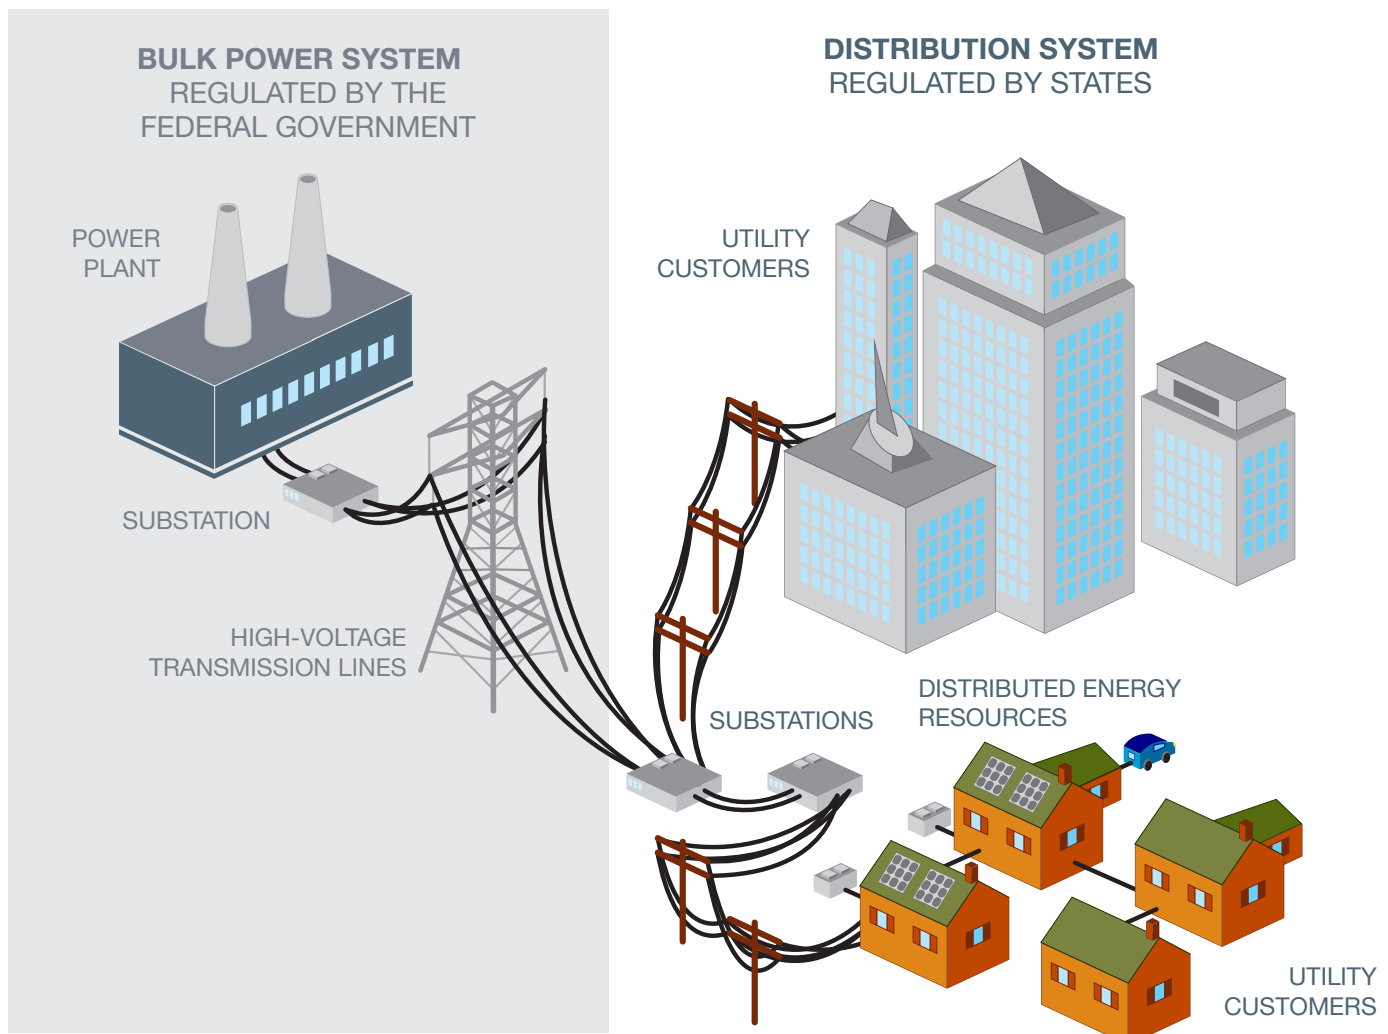 BULK POWER SYSTEM
REGULATED BY THE
FEDERAL GOVERNMENT
POWER
PLANT
SUBSTATION
HIGH-VOLTAGE
TRANSMISSION LINES
DISTRIBUTION SYSTEM
REGULATED BY STATES
UTILITY
CUSTOMERS
SUBSTATIONS
DISTRIBUTED ENERGY
RESOURCES
UTILITY
CUSTOMERS